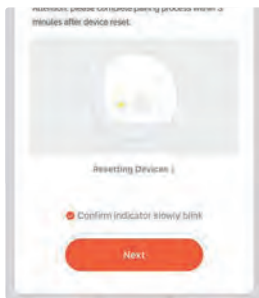 Attention, please complete pairing process within 3
minutes after device reset.
Resetting Devices
Confirm indicator slowly blink
Next